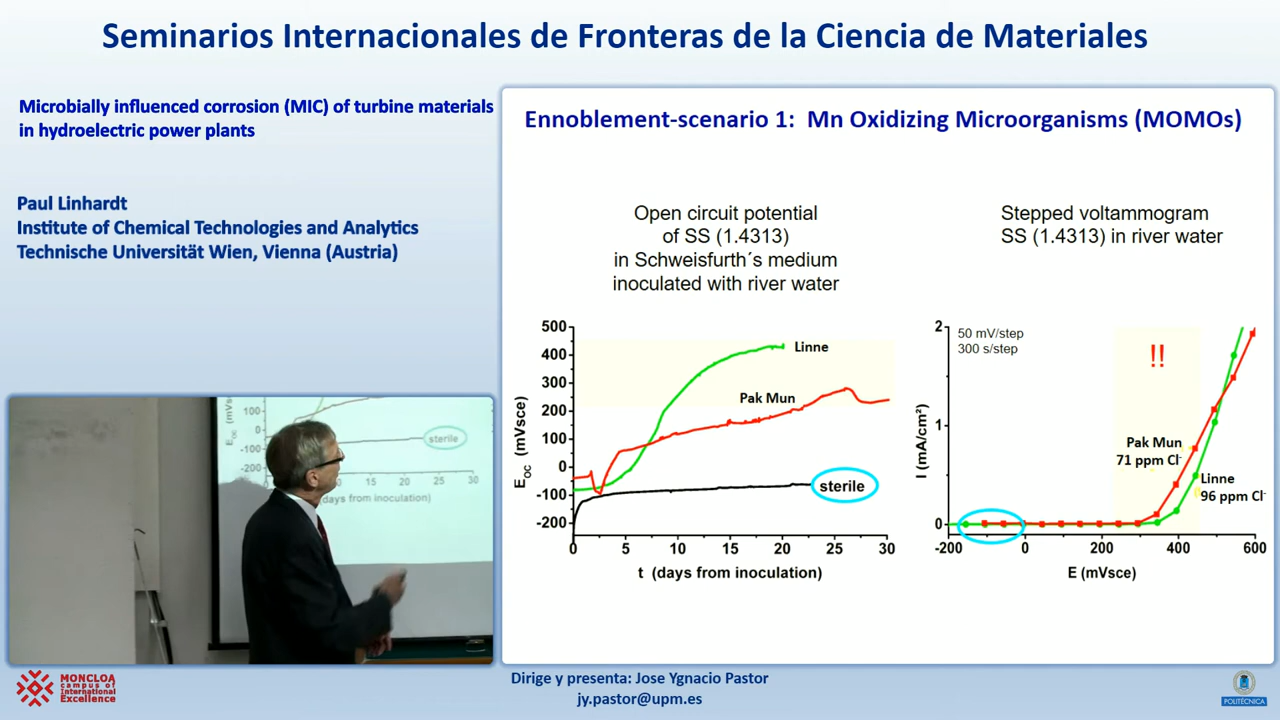 Seminarios Internacionales de Fronteras de la Ciencia de Materiales
Microbially influenced corrosion (MIC) of turbine materials
in hydroelectric power plants
Paul Linhardt
Institute of Chemical Technologies and Analytics
Technische Universität Wien, Vienna (Austria)
Ennoblement-scenario 1: Mn Oxidizing Microorganisms (MOMOs)
Open circuit potential
of SS (1.4313)
in Schweisfurth´s medium
inoculated with river water
Stepped voltammogram
SS (1.4313) in river water
500
400
300
200
100
0
-100
-200
E_OC (mVsce)
Linne
Pak Mun
sterile
0 5 10 15 20 25 30
t (days from inoculation)
2
1
0
I (mA/cm²)
50 mV/step
300 s/step
!!
Pak Mun
71 ppm Cl⁻
Linne
96 ppm Cl⁻
-200 0 200 400 600
E (mVsce)
100
0
-100
-200
E_OC (mVsce)
sterile
10 15 20 25 30
(days from inoculation)
MONCLOA
campus of
International
Excellence
Dirige y presenta: Jose Ygnacio Pastor
jy.pastor@upm.es
POLITÉCNICA